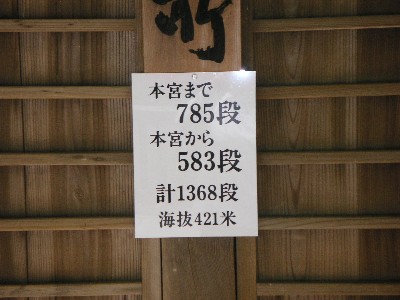 所
本宮まで
785段
本宮から
583段
計1368段
海抜421米